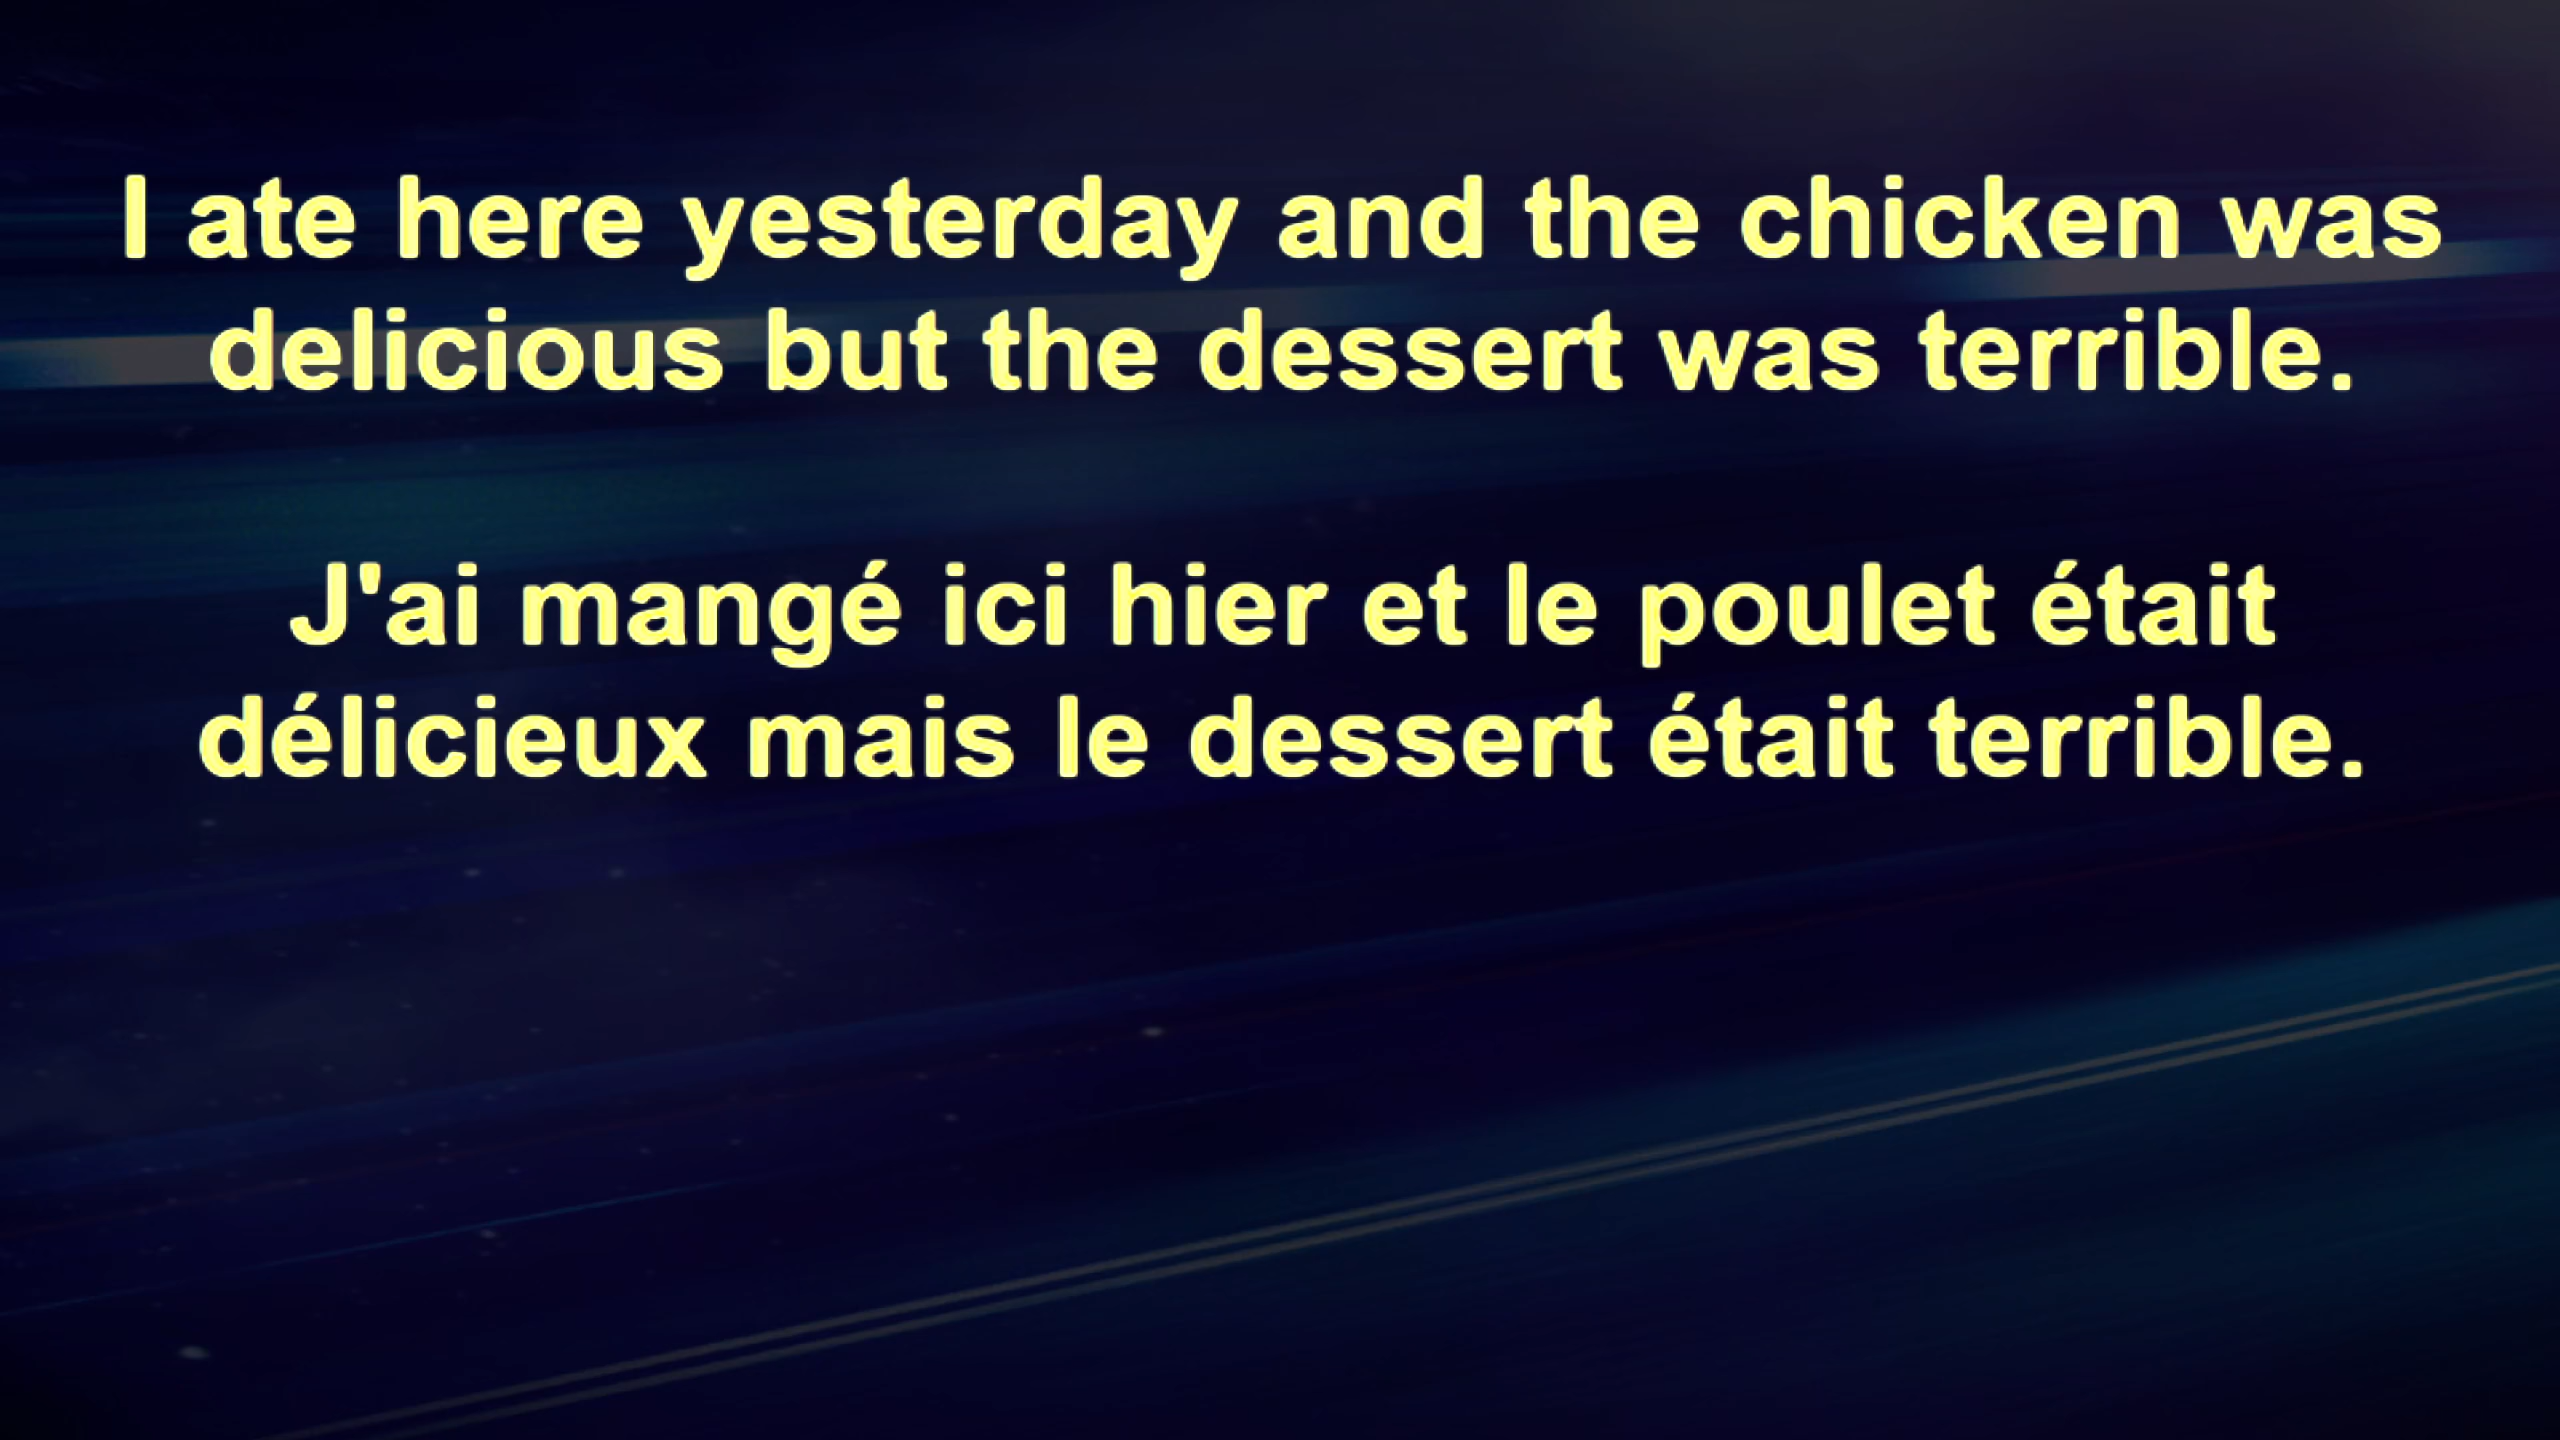 I ate here yesterday and the chicken was
delicious but the dessert was terrible.
J'ai mangé ici hier et le poulet était
délicieux mais le dessert était terrible.